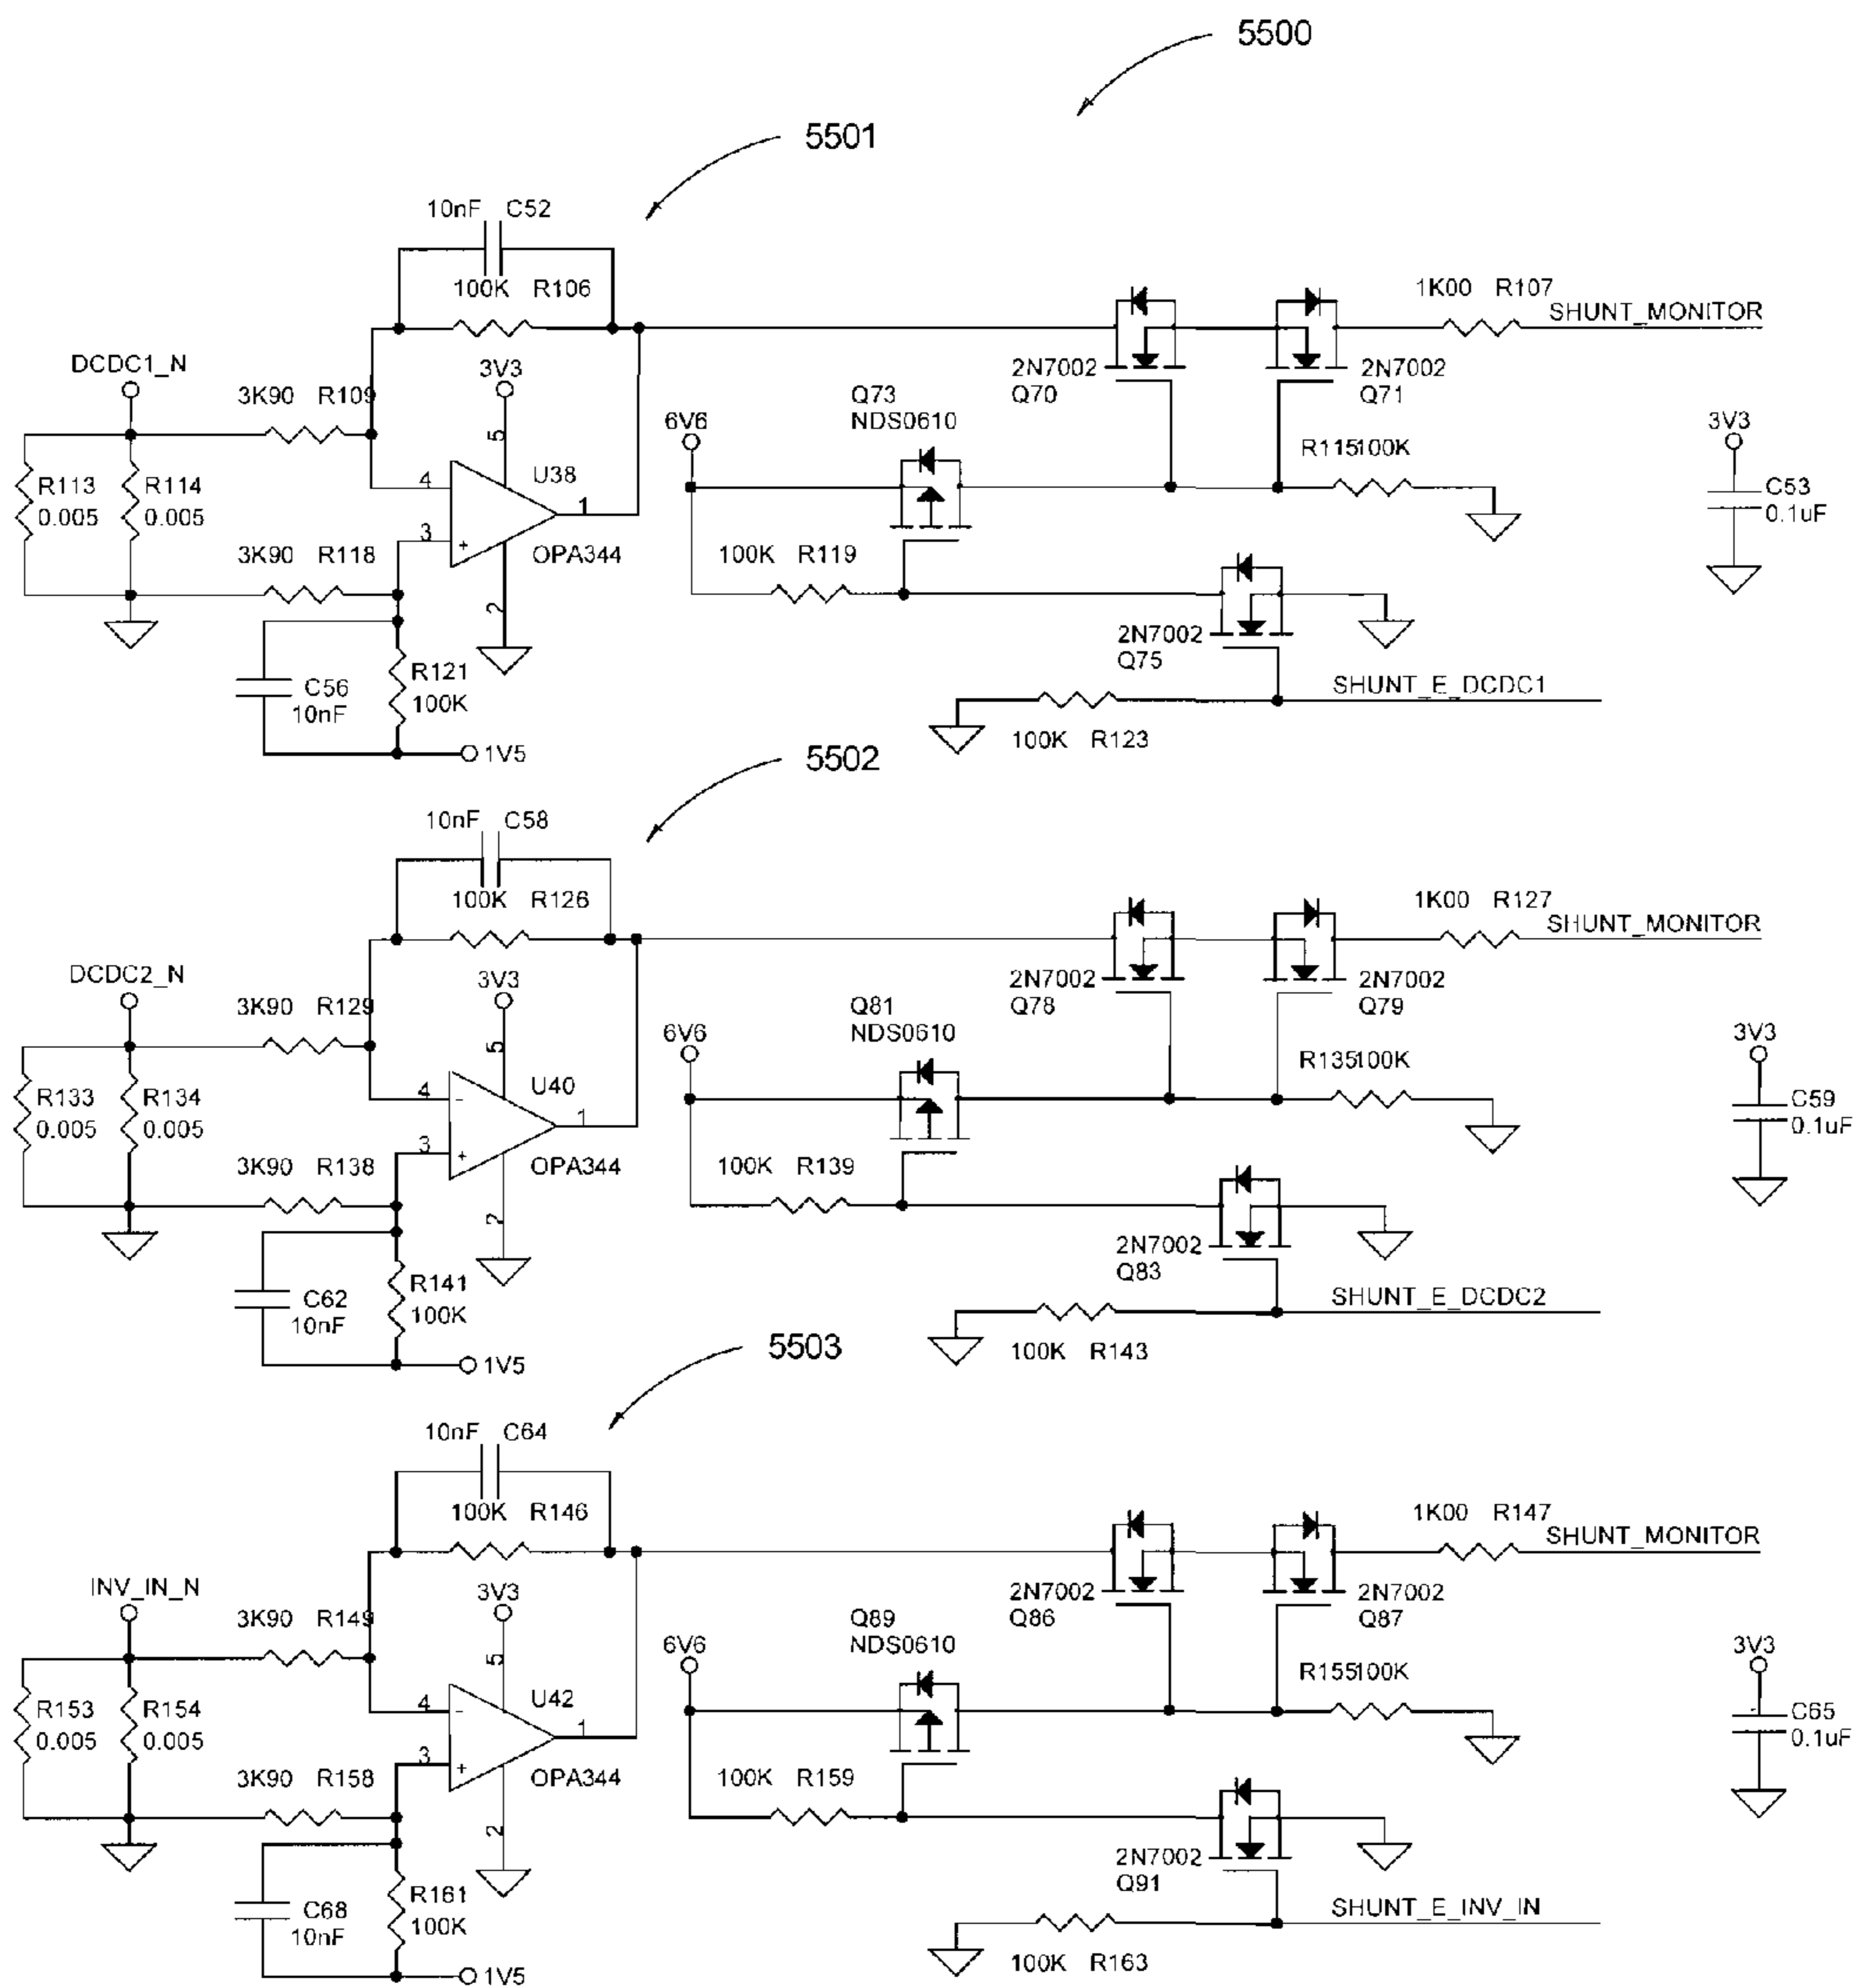 5500
5501
10nF C52
100K R106
1K00 R107
SHUNT_MONITOR
DCDC1_N
3K90 R109
3V3
2N7002
Q70
2N7002
Q71
Q73
NDS0610
6V6
3V3
5
R113
0.005
R114
0.005
4
U38
1
R115100K
C53
0.1uF
3
+
OPA344
3K90 R118
100K R119
2
2N7002
Q75
R121
100K
C56
10nF
SHUNT_E_DCDC1
1V5
100K R123
5502
10nF C58
100K R126
1K00 R127
SHUNT_MONITOR
DCDC2_N
3K90 R129
3V3
2N7002
Q78
2N7002
Q79
Q81
NDS0610
6V6
3V3
5
R133
0.005
R134
0.005
4
-
U40
1
R135100K
C59
0.1uF
3
+
OPA344
3K90 R138
100K R139
2
2N7002
Q83
R141
100K
C62
10nF
SHUNT_E_DCDC2
1V5
100K R143
5503
10nF C64
100K R146
1K00 R147
SHUNT_MONITOR
INV_IN_N
3K90 R149
3V3
2N7002
Q86
2N7002
Q87
Q89
NDS0610
6V6
3V3
5
R153
0.005
R154
0.005
4
-
U42
1
R155100K
C65
0.1uF
3
+
OPA344
3K90 R158
100K R159
2
2N7002
Q91
R161
100K
C68
10nF
SHUNT_E_INV_IN
1V5
100K R163